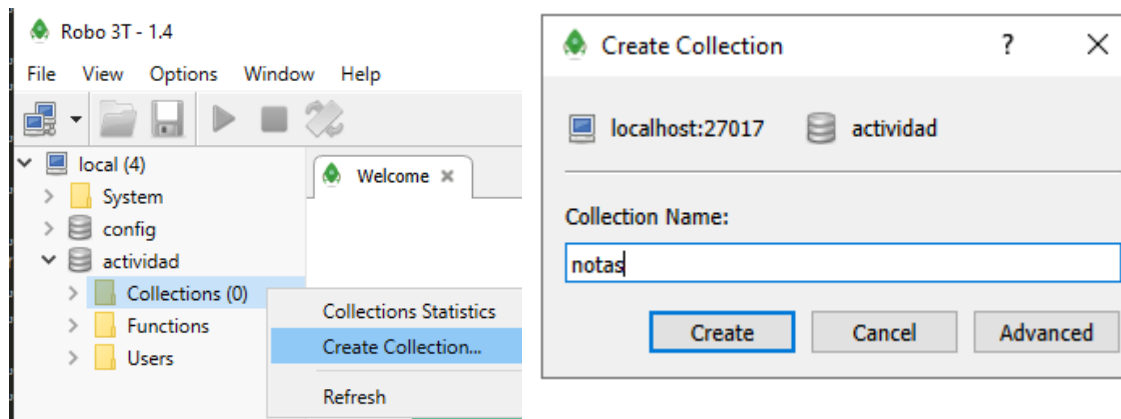 Robo 3T - 1.4
File View Options Window Help
local (4)
System
config
actividad
Collections (0)
Functions
Users
Welcome
Collections Statistics
Create Collection...
Refresh
Create Collection
?
localhost:27017 actividad
Collection Name:
notas
Create Cancel Advanced